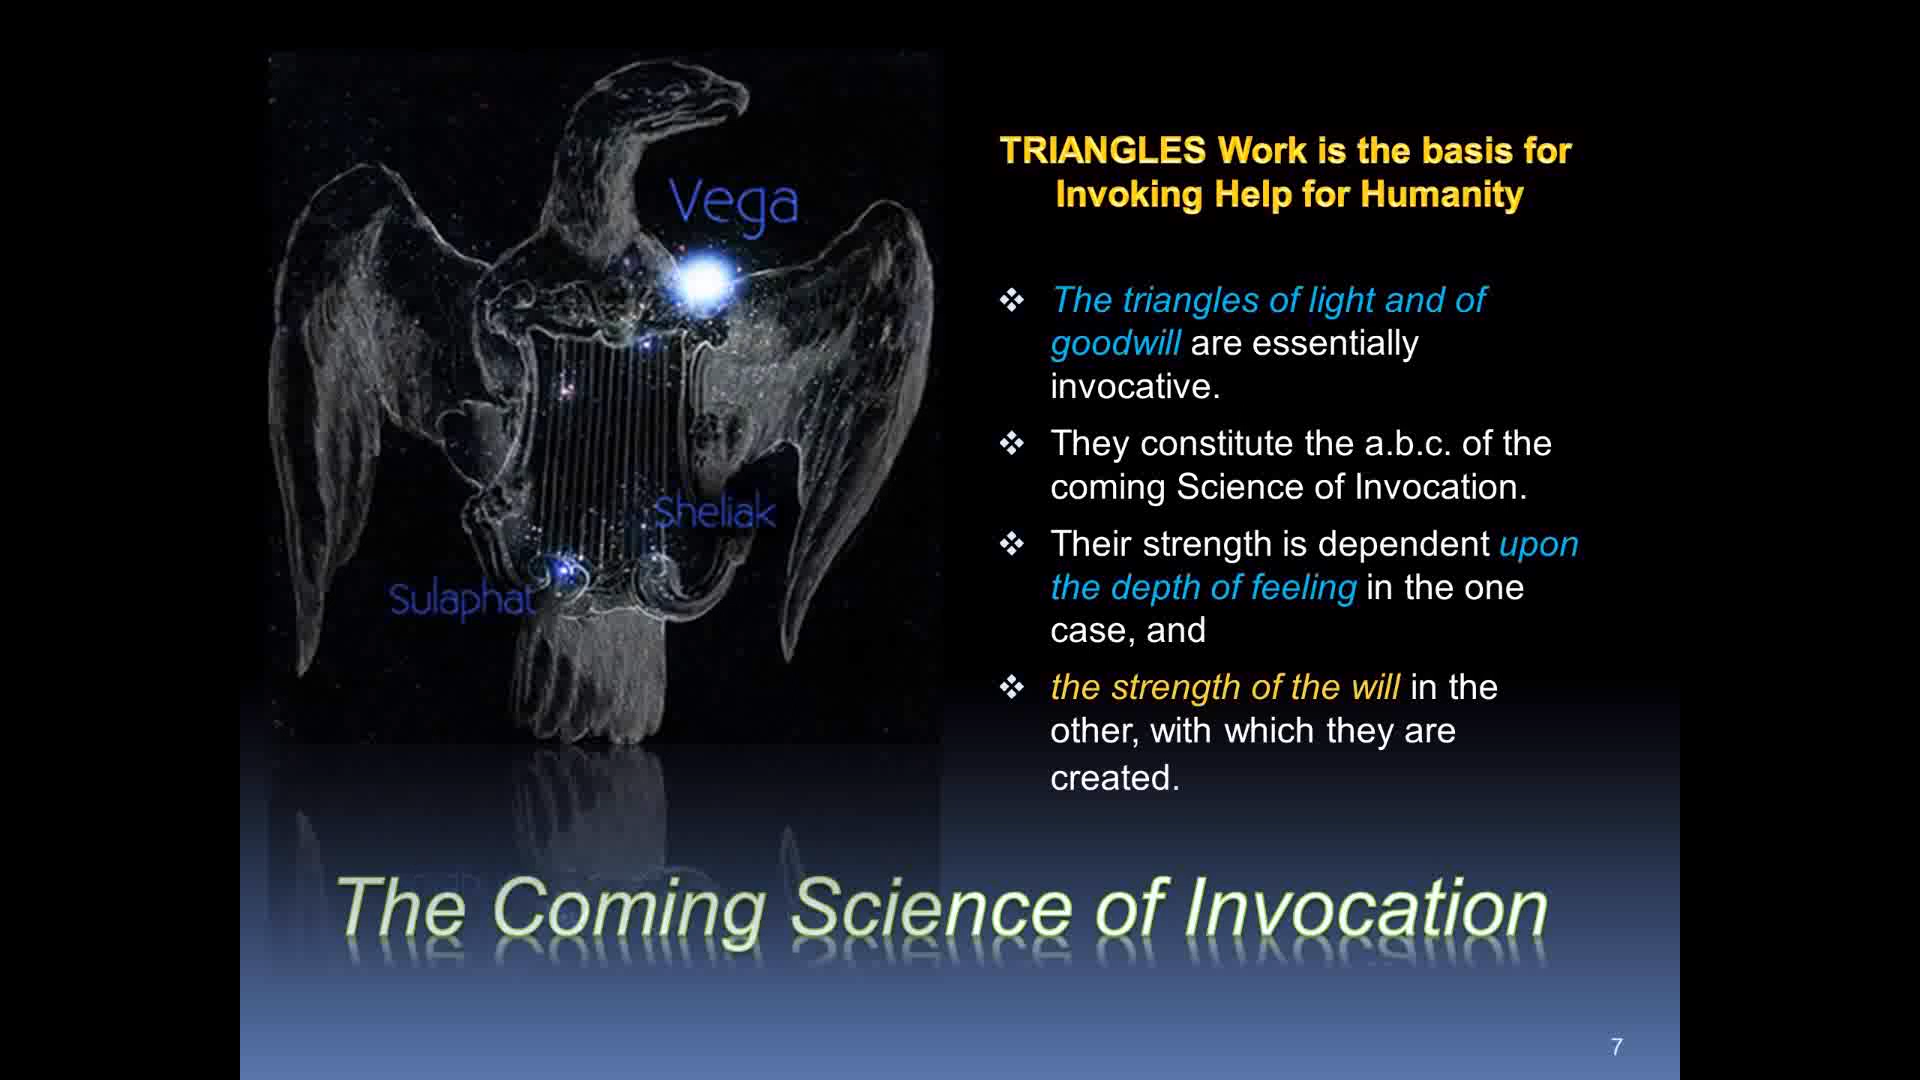 Vega
Sheliak
Sulaphat
TRIANGLES Work is the basis for
Invoking Help for Humanity
❖ The triangles of light and of
goodwill are essentially
invocative.
❖ They constitute the a.b.c. of the
coming Science of Invocation.
❖ Their strength is dependent upon
the depth of feeling in the one
case, and
❖ the strength of the will in the
other, with which they are
created.
The Coming Science of Invocation
7